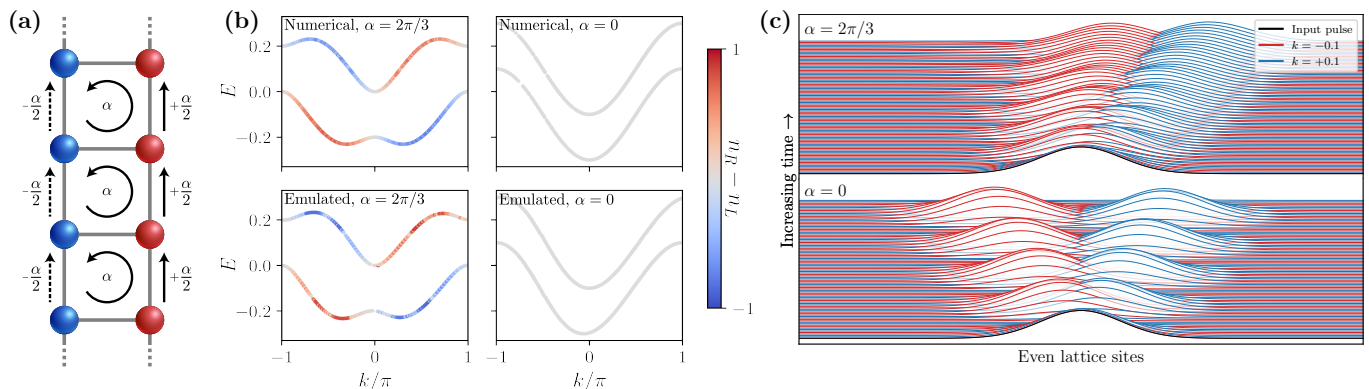 (a)
-α/2
α
+α/2
-α/2
α
+α/2
-α/2
α
+α/2
(b)
Numerical, α = 2π/3
Numerical, α = 0
0.2
0.0
−0.2
E
Emulated, α = 2π/3
Emulated, α = 0
0.2
0.0
−0.2
E
−1
0
1
k/π
−1
0
1
k/π
1
n_R − n_L
−1
(c)
α = 2π/3
Input pulse
k = −0.1
k = +0.1
α = 0
Increasing time →
Even lattice sites